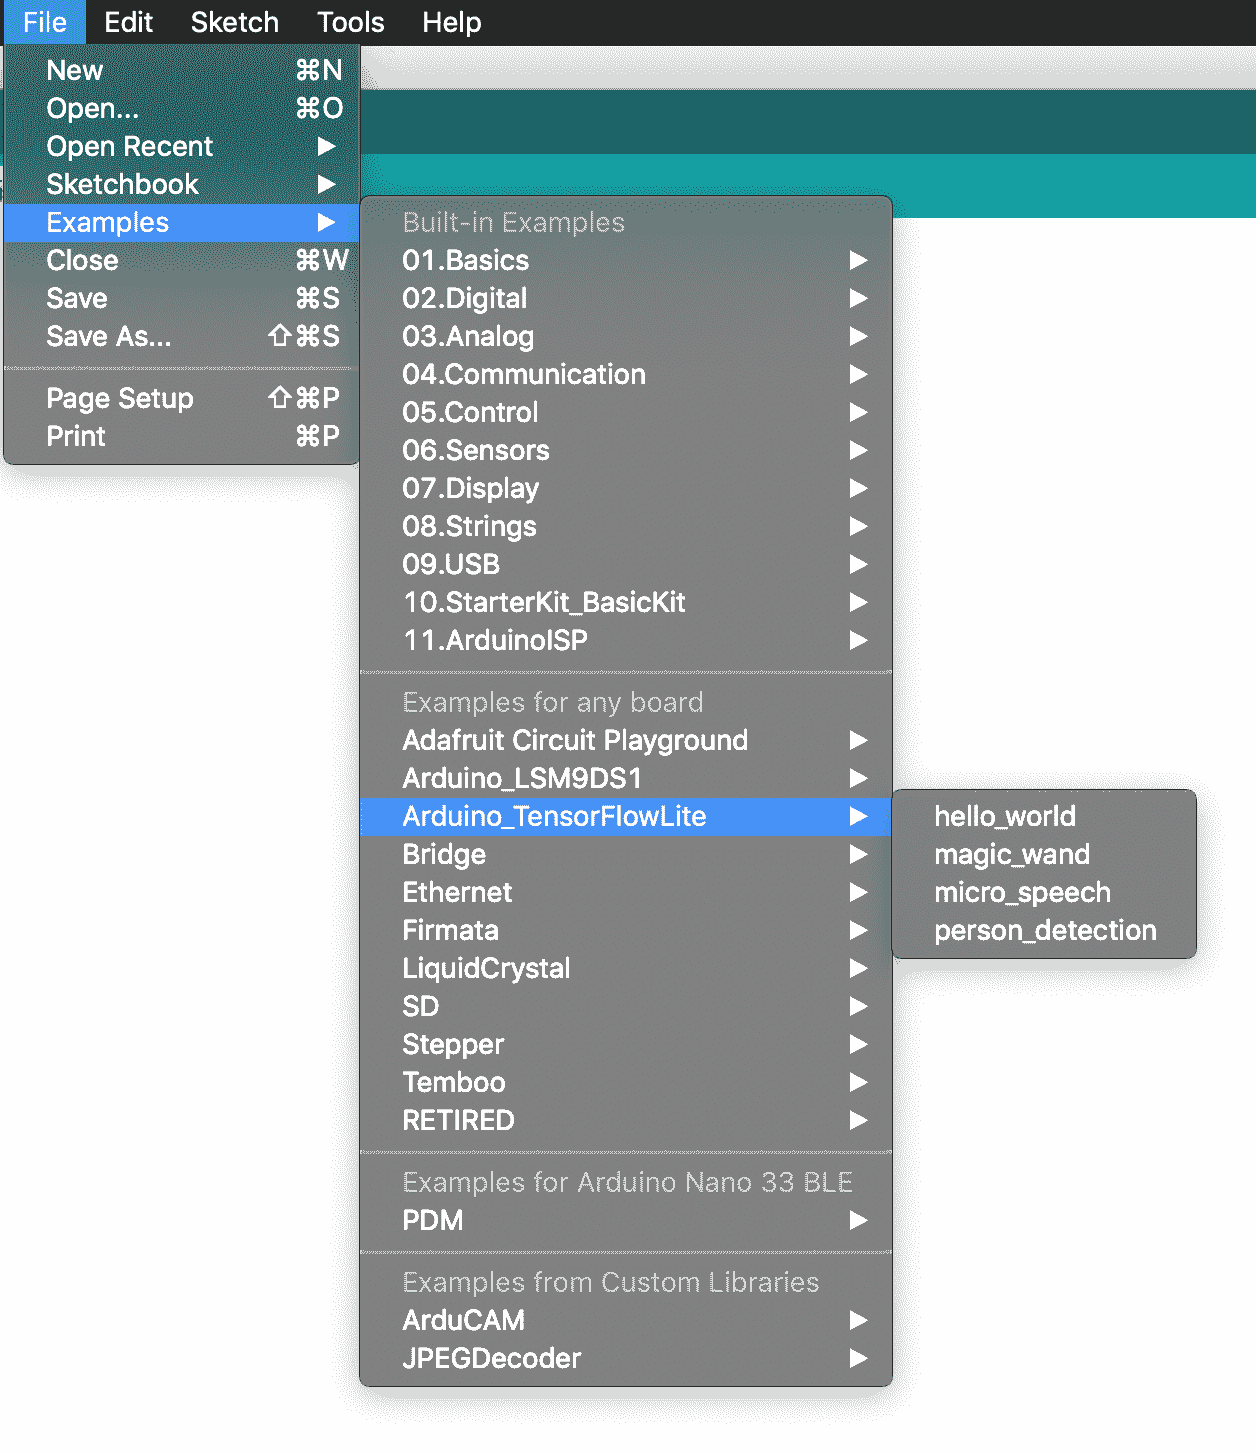 File Edit Sketch Tools Help
New ⌘N
Open... ⌘O
Open Recent ▶
Sketchbook ▶
Examples ▶
Close ⌘W
Save ⌘S
Save As... ⇧⌘S
Page Setup ⇧⌘P
Print ⌘P
Built-in Examples
01.Basics ▶
02.Digital ▶
03.Analog ▶
04.Communication ▶
05.Control ▶
06.Sensors ▶
07.Display ▶
08.Strings ▶
09.USB ▶
10.StarterKit_BasicKit ▶
11.ArduinoISP ▶
Examples for any board
Adafruit Circuit Playground ▶
Arduino_LSM9DS1 ▶
Arduino_TensorFlowLite ▶
Bridge ▶
Ethernet ▶
Firmata ▶
LiquidCrystal ▶
SD ▶
Stepper ▶
Temboo ▶
RETIRED ▶
Examples for Arduino Nano 33 BLE
PDM ▶
Examples from Custom Libraries
ArduCAM ▶
JPEGDecoder ▶
hello_world
magic_wand
micro_speech
person_detection